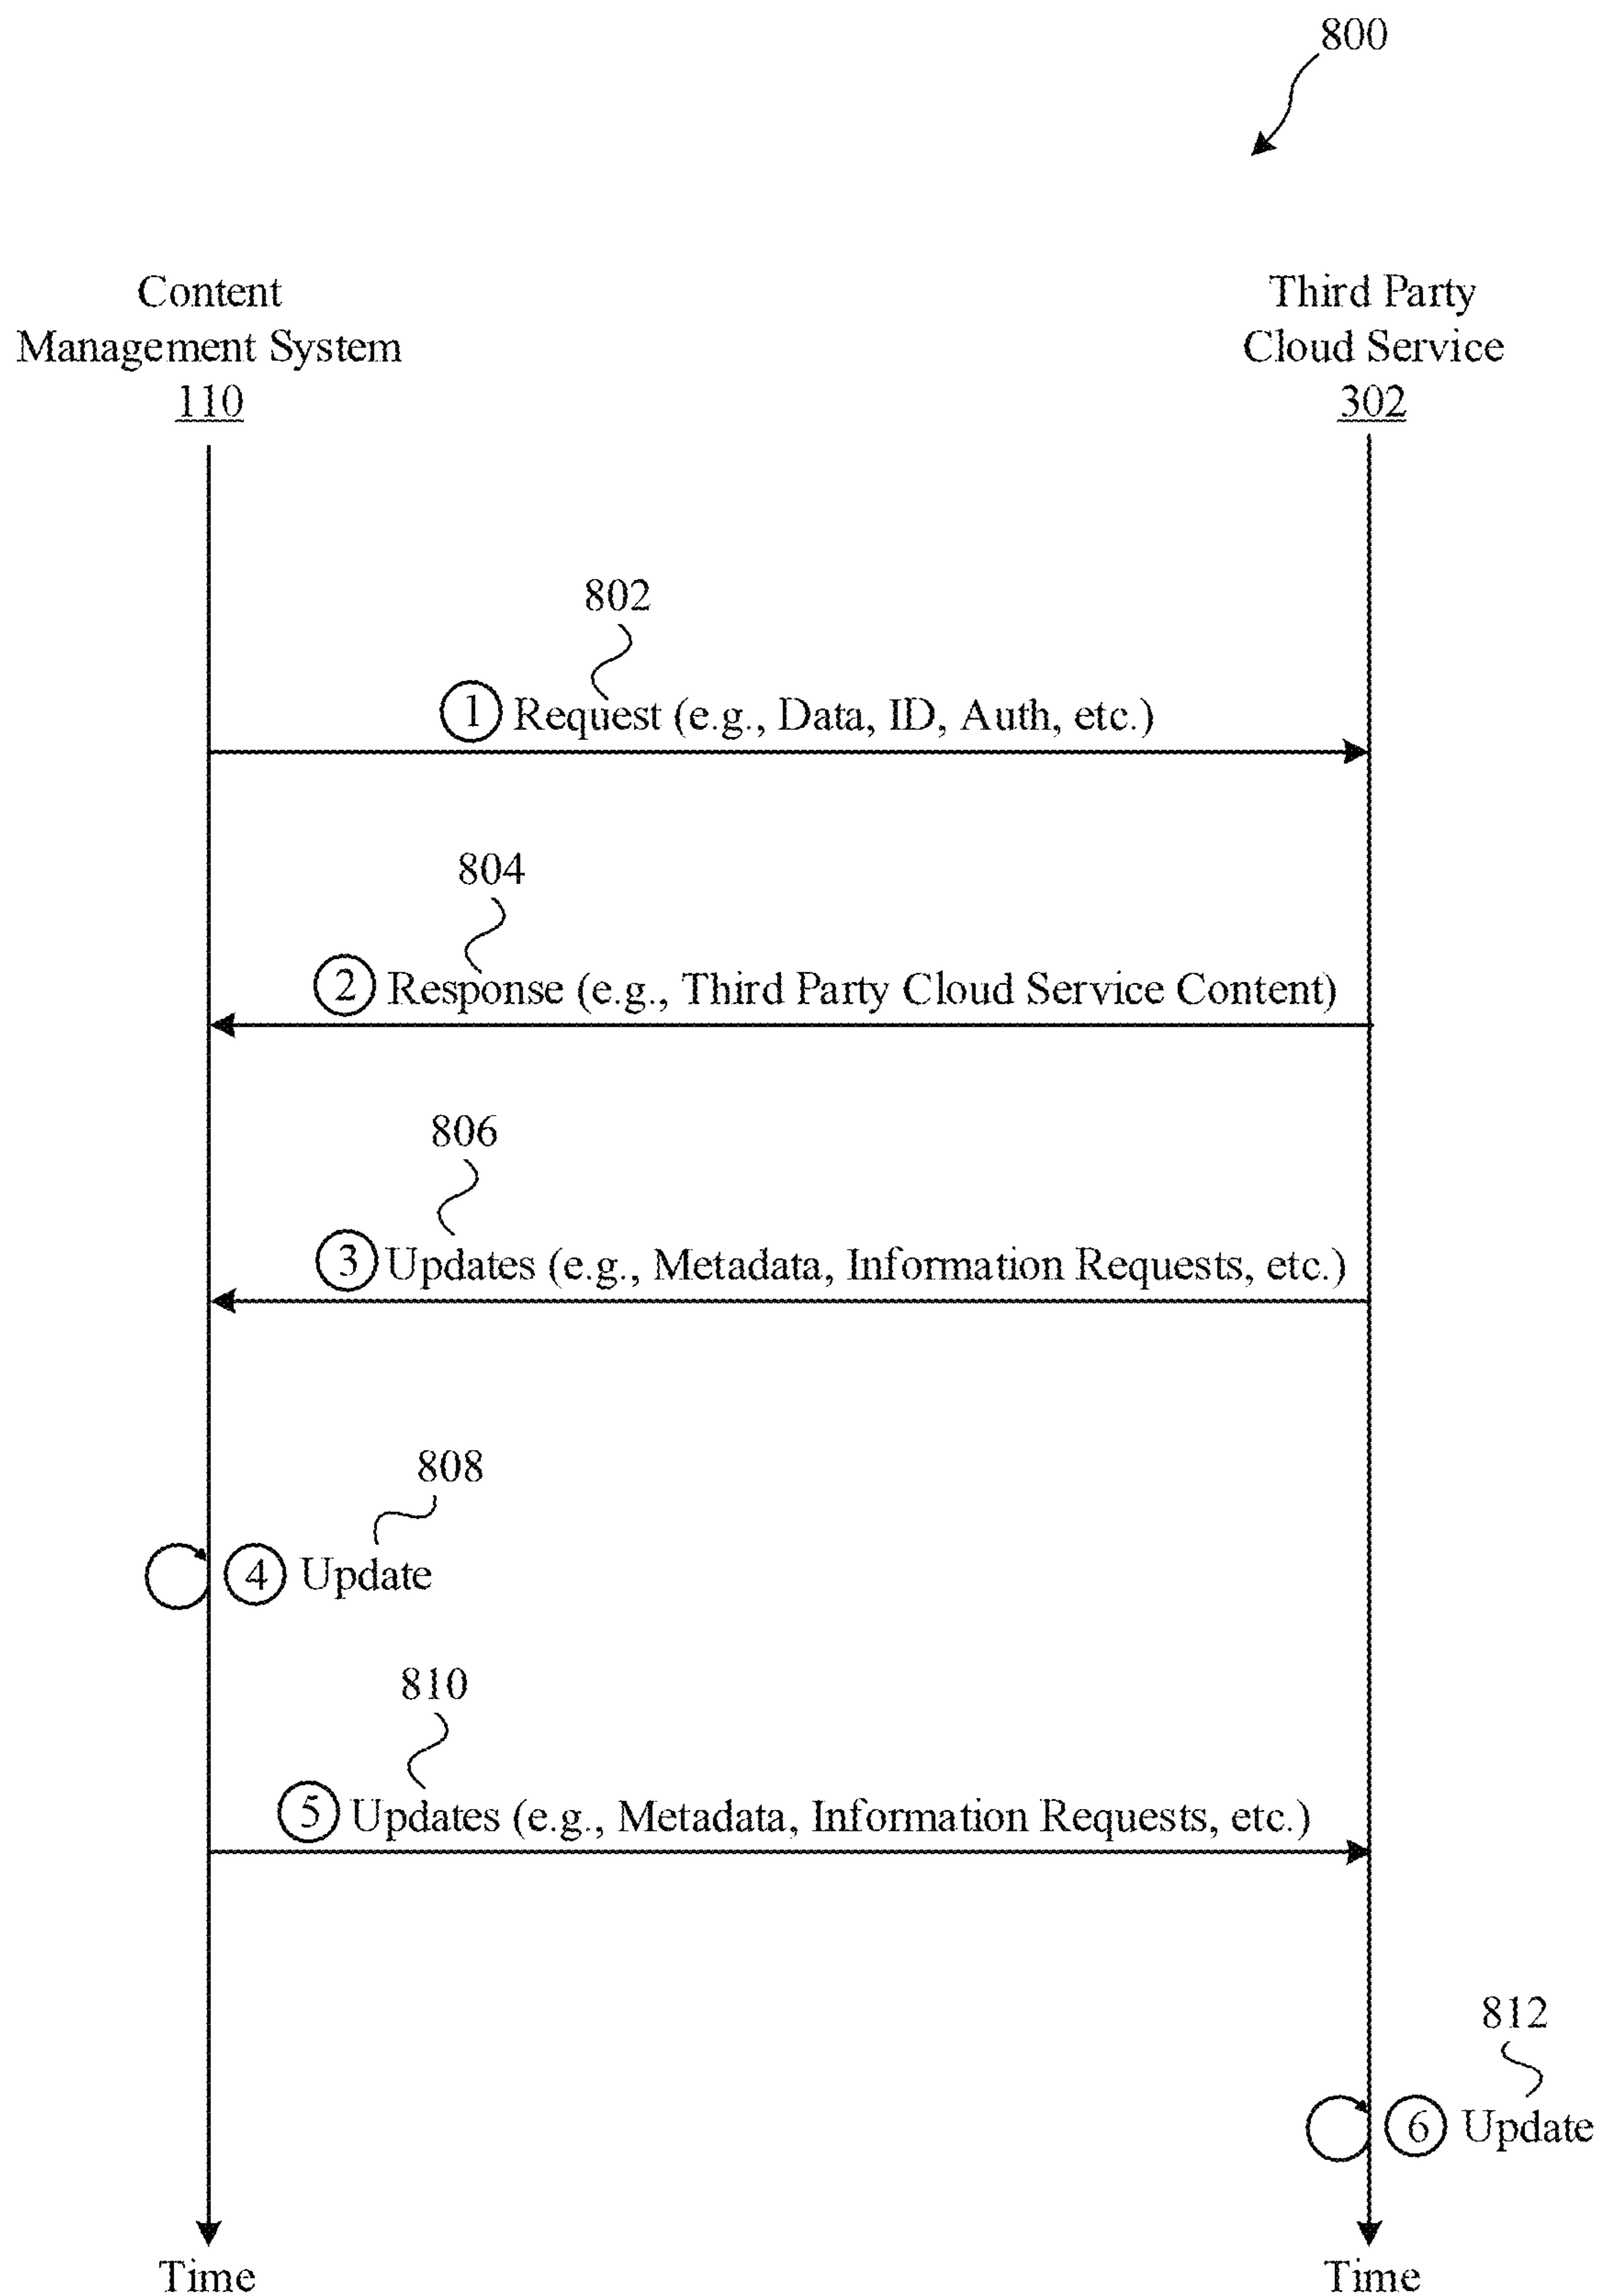 800
Content
Management System
110
Third Party
Cloud Service
302
802
1 Request (e.g., Data, ID, Auth, etc.)
804
2 Response (e.g., Third Party Cloud Service Content)
806
3 Updates (e.g., Metadata, Information Requests, etc.)
808
4 Update
810
5 Updates (e.g., Metadata, Information Requests, etc.)
812
6 Update
Time
Time